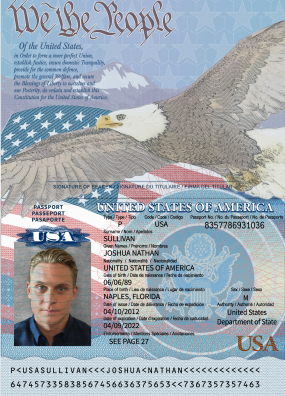 We the People
Of the United States,
in Order to form a more perfect Union,
establish Justice, insure domestic Tranquility,
provide for the common defence,
promote the general Welfare, and secure
the Blessings of Liberty to ourselves and
our Posterity, do ordain and establish this
Constitution for the United States of America.
SIGNATURE OF BEARER / SIGNATURE DU TITULAIRE / FIRMA DEL TITULAR
PASSPORT
PASSEPORT
PASAPORTE
USA
UNITED STATES OF AMERICA
Type / Type / Tipo Code / Code / Codigo Passport No. / No. du Passeport / No. de Pasaporte
P USA 8357786931036
Surname / Nom / Apellidos
SULLIVAN
Given Names / Prénoms / Nombres
JOSHUA NATHAN
Nationality / Nationalité / Nacionalidad
UNITED STATES OF AMERICA
Date of Birth / Date de naissance / Fecha de nacimiento
06/06/89
Place of birth / Lieu de naissance / Lugar de nacimiento Sex / Sexe / Sexo
NAPLES, FLORIDA M
Date of issue / Date de délivrance / Fecha de expedición Authority / Autorité / Autoridad
04/10/2012 United States
Date of expiration / Date d'expiration / Fecha de caducidad Department of State
04/09/2022
Endorsements / Mentions Spéciales / Anotaciones
SEE PAGE 27
USA
P<USASULLIVAN<<<JOSHUA<NATHAN<<<<<<<<<<<<<